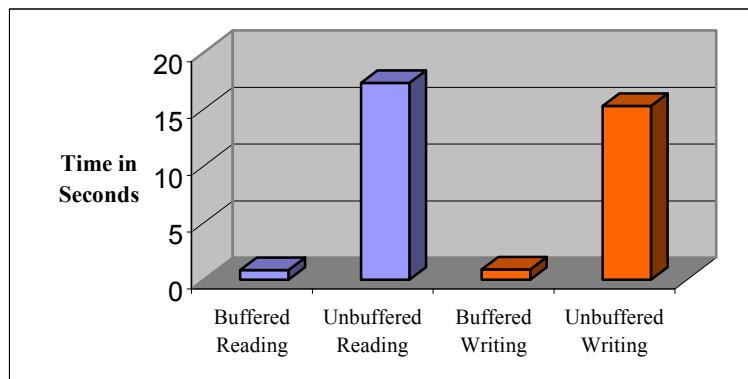 20
15
10
5
0
Time in
Seconds
Buffered
Reading
Unbuffered
Reading
Buffered
Writing
Unbuffered
Writing